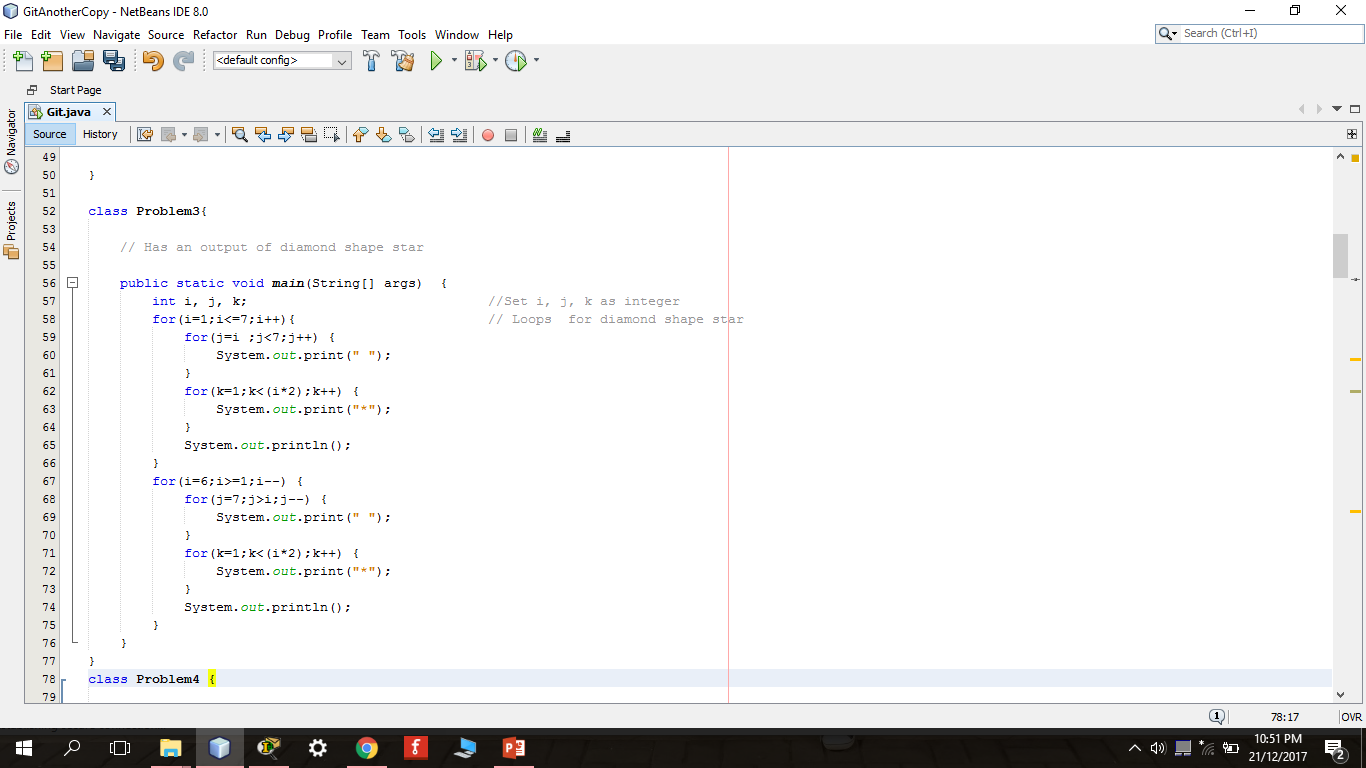 GitAnotherCopy - NetBeans IDE 8.0
File Edit View Navigate Source Refactor Run Debug Profile Team Tools Window Help
Search (Ctrl+I)
<default config>
Start Page
Git.java
Navigator
Projects
Source History
49
50 }
51
52 class Problem3{
53
54 // Has an output of diamond shape star
55
56 public static void main(String[] args)  {
57 int i, j, k; //Set i, j, k as integer
58 for(i=1;i<=7;i++){ // Loops  for diamond shape star
59 for(j=i ;j<7;j++) {
60 System.out.print(" ");
61 }
62 for(k=1;k<(i*2);k++) {
63 System.out.print("*");
64 }
65 System.out.println();
66 }
67 for(i=6;i>=1;i--) {
68 for(j=7;j>i;j--) {
69 System.out.print(" ");
70 }
71 for(k=1;k<(i*2);k++) {
72 System.out.print("*");
73 }
74 System.out.println();
75 }
76 }
77 }
78 class Problem4 {
79
1
78:17
OVR
10:51 PM
21/12/2017
2